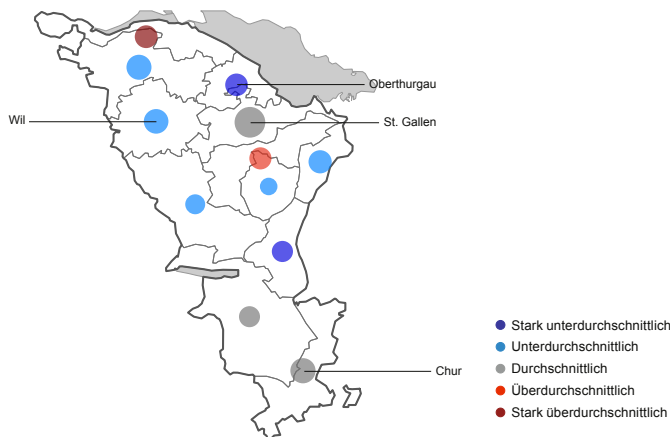 Oberthurgau
Wil
St. Gallen
Chur
Stark unterdurchschnittlich
Unterdurchschnittlich
Durchschnittlich
Überdurchschnittlich
Stark überdurchschnittlich